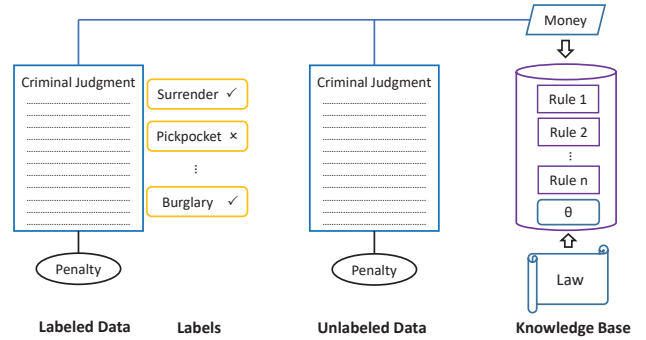 Money
Criminal Judgment
Surrender ✓
Pickpocket ×
⋮
Burglary ✓
Penalty
Criminal Judgment
Penalty
Rule 1
Rule 2
⋮
Rule n
θ
Law
Labeled Data
Labels
Unlabeled Data
Knowledge Base